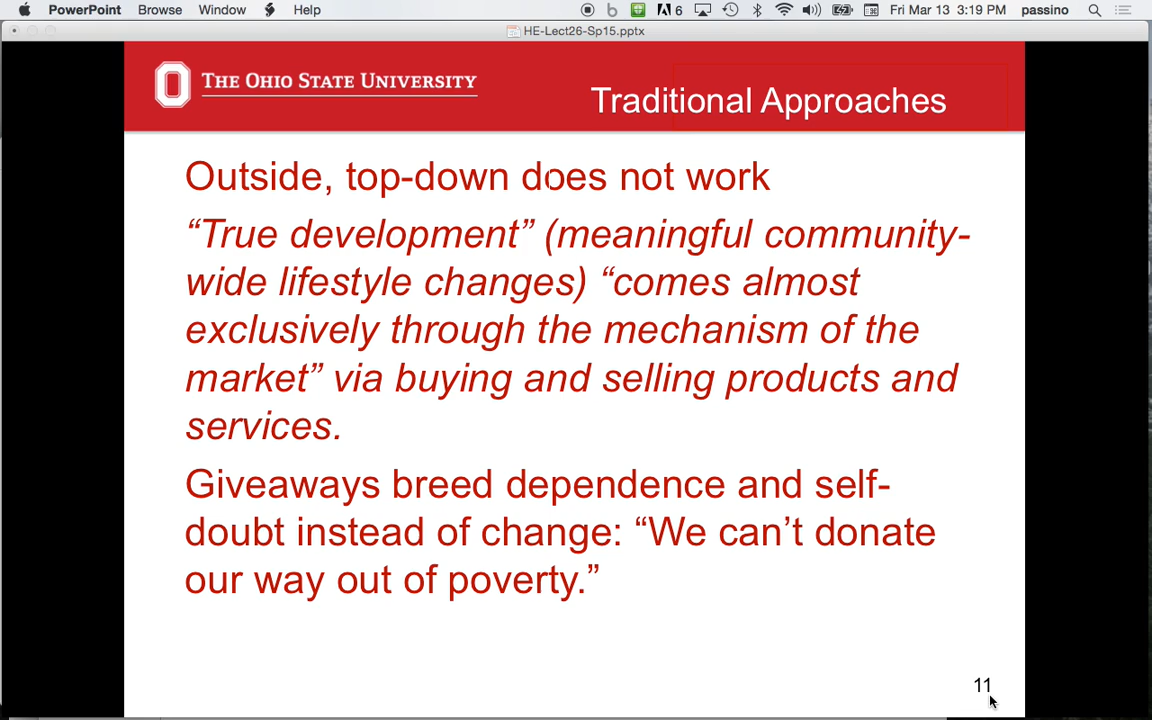 PowerPoint Browse Window Help 6 Fri Mar 13 3:19 PM passino
HE-Lect26-Sp15.pptx
THE OHIO STATE UNIVERSITY
Traditional Approaches
Outside, top-down does not work
“True development” (meaningful community-
wide lifestyle changes) “comes almost
exclusively through the mechanism of the
market” via buying and selling products and
services.
Giveaways breed dependence and self-
doubt instead of change: “We can’t donate
our way out of poverty.”
11